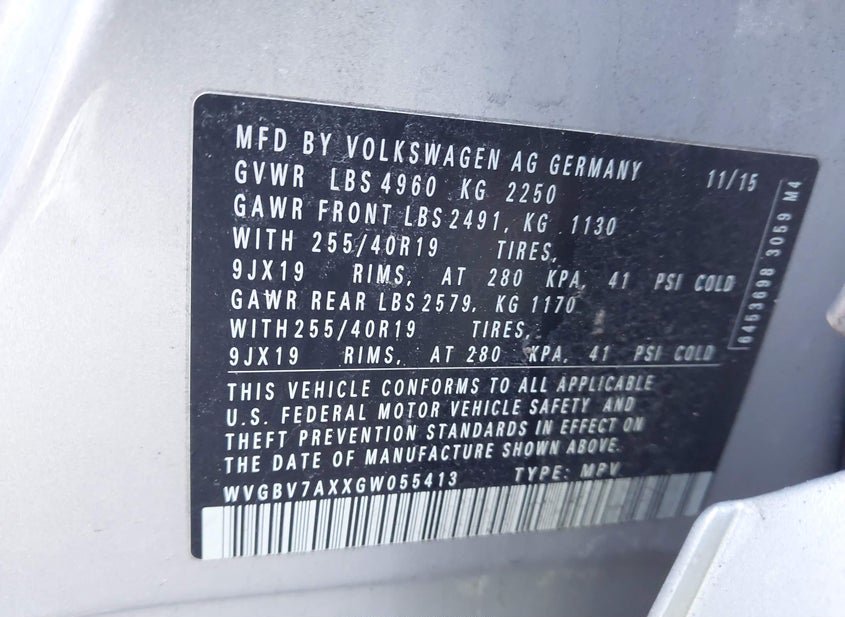 MFD BY VOLKSWAGEN AG GERMANY 11/15
GVWR LBS 4960 KG 2250
GAWR FRONT LBS 2491, KG 1130
WITH 255/40R19 TIRES,
9JX19 RIMS, AT 280 KPA, 41 PSI COLD
GAWR REAR LBS 2579, KG 1170
WITH 255/40R19 TIRES,
9JX19 RIMS, AT 280 KPA, 41 PSI COLD
THIS VEHICLE CONFORMS TO ALL APPLICABLE
U.S. FEDERAL MOTOR VEHICLE SAFETY AND
THEFT PREVENTION STANDARDS IN EFFECT ON
THE DATE OF MANUFACTURE SHOWN ABOVE.
WVGBV7AXXGW055413 TYPE: MPV
6453698 3059 M4